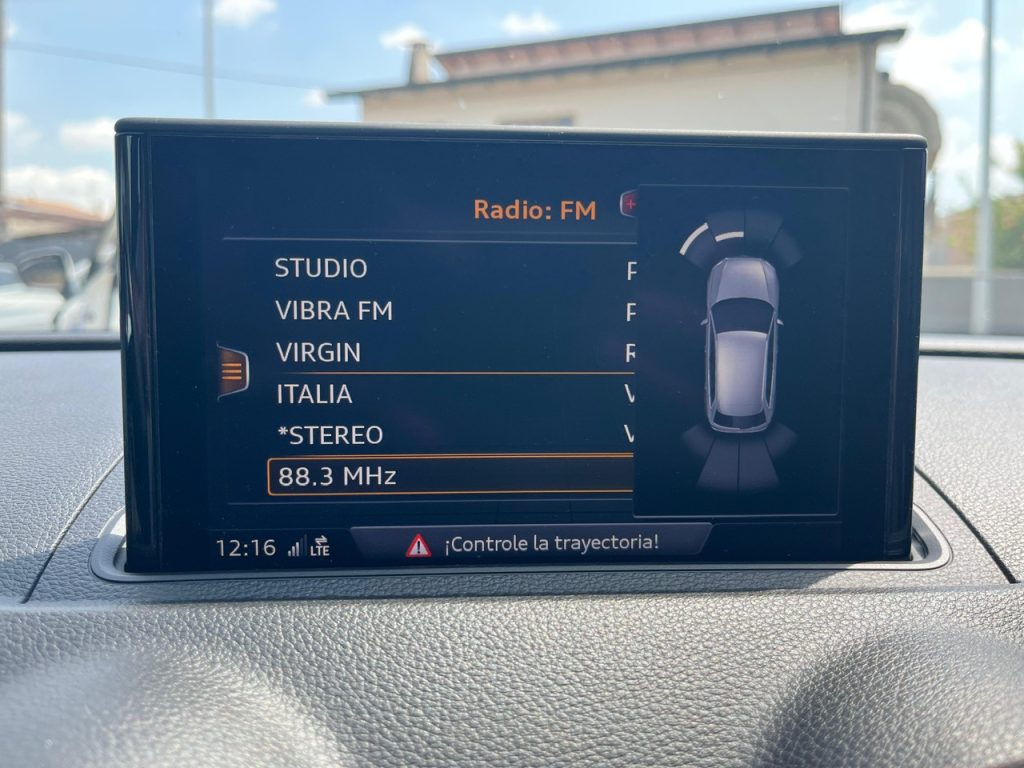 Radio: FM
STUDIO
VIBRA FM
VIRGIN
ITALIA
*STEREO
88.3 MHz
12:16 LTE ¡Controle la trayectoria!